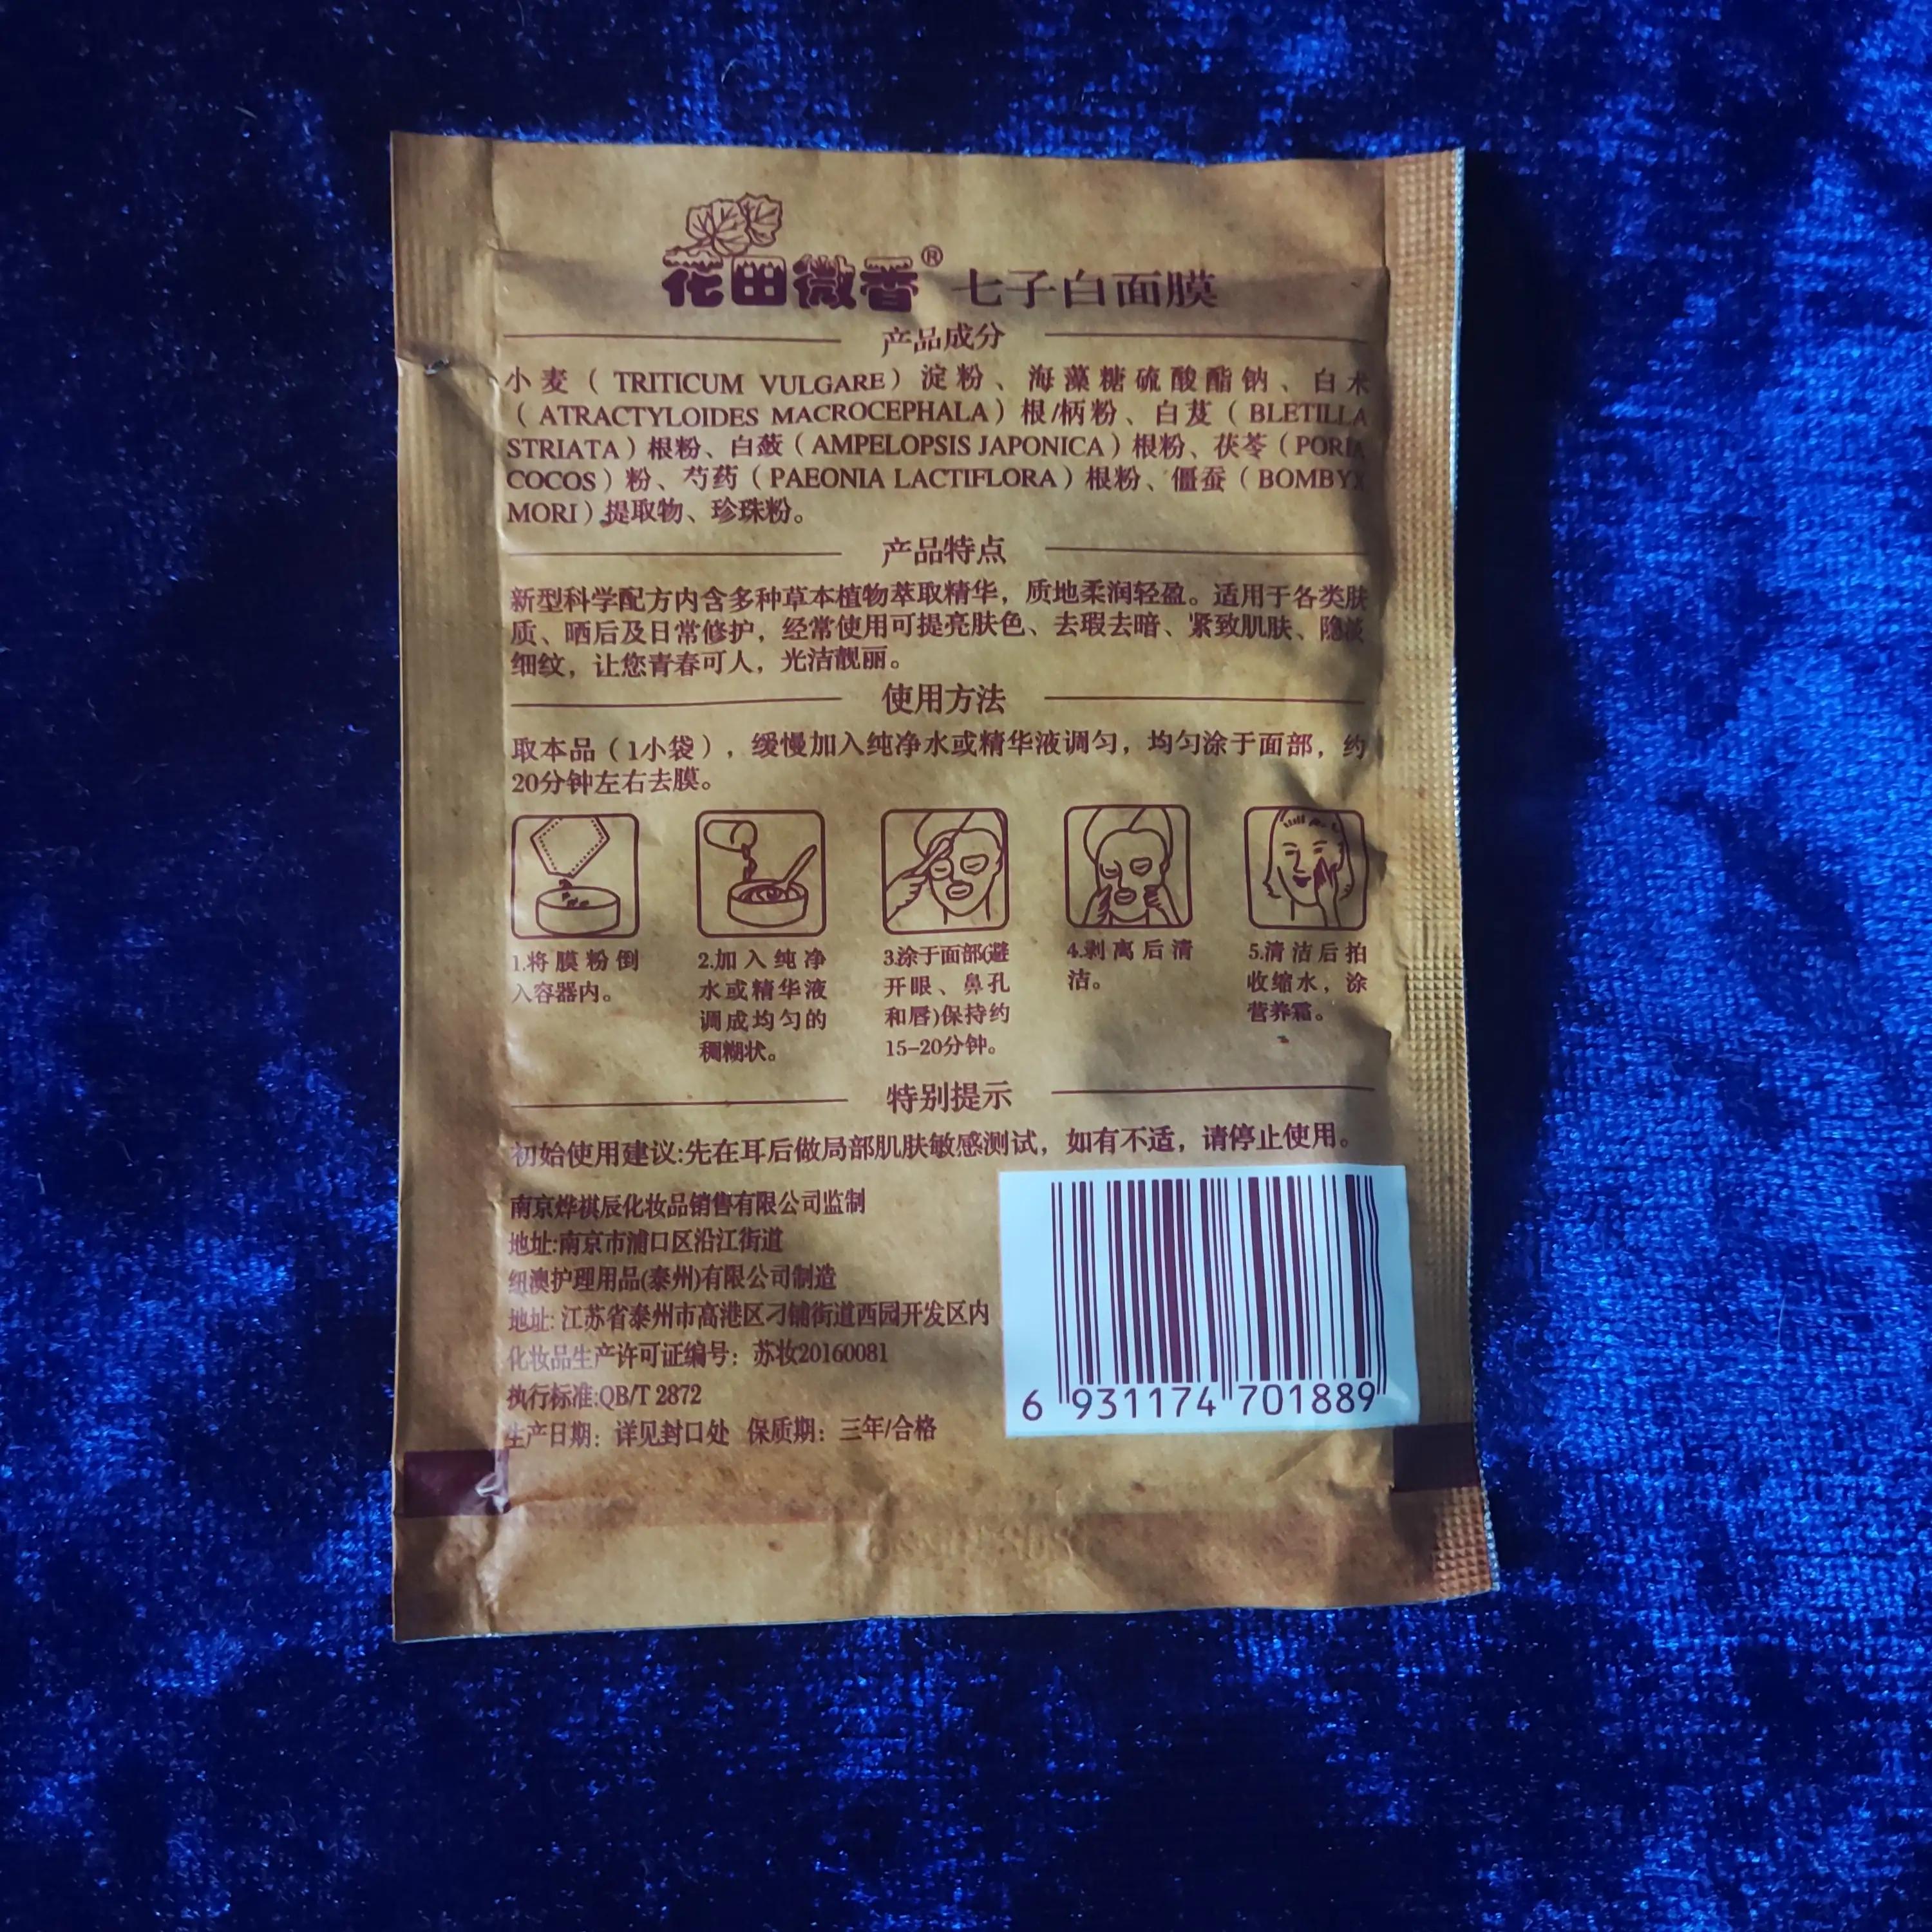 花田微香® 七子白面膜
产品成分
小麦（TRITICUM VULGARE）淀粉、海藻糖硫酸酯钠、白术
（ATRACTYLOIDES MACROCEPHALA）根/柄粉、白芨（BLETILLA
STRIATA）根粉、白蔹（AMPELOPSIS JAPONICA）根粉、茯苓（PORIA
COCOS）粉、芍药（PAEONIA LACTIFLORA）根粉、僵蚕（BOMBYX
MORI）提取物、珍珠粉。
产品特点
新型科学配方内含多种草本植物萃取精华，质地柔润轻盈。适用于各类肤
质、晒后及日常修护，经常使用可提亮肤色、去瑕去暗、紧致肌肤、隐淡
细纹，让您青春可人，光洁靓丽。
使用方法
取本品（1小袋），缓慢加入纯净水或精华液调匀，均匀涂于面部，约
20分钟左右去膜。
1.将膜粉倒
入容器内。
2.加入纯净
水或精华液
调成均匀的
稠糊状。
3.涂于面部(避
开眼、鼻孔
和唇)保持约
15–20分钟。
4.剥离后清
洁。
5.清洁后拍
收缩水，涂
营养霜。
特别提示
初始使用建议:先在耳后做局部肌肤敏感测试，如有不适，请停止使用。
南京烨祺辰化妆品销售有限公司监制
地址:南京市浦口区沿江街道
纽澳护理用品(泰州)有限公司制造
地址: 江苏省泰州市高港区刁铺街道西园开发区内
化妆品生产许可证编号：苏妆20160081
执行标准:QB/T 2872
生产日期：详见封口处 保质期：三年/合格
6 931174 701889